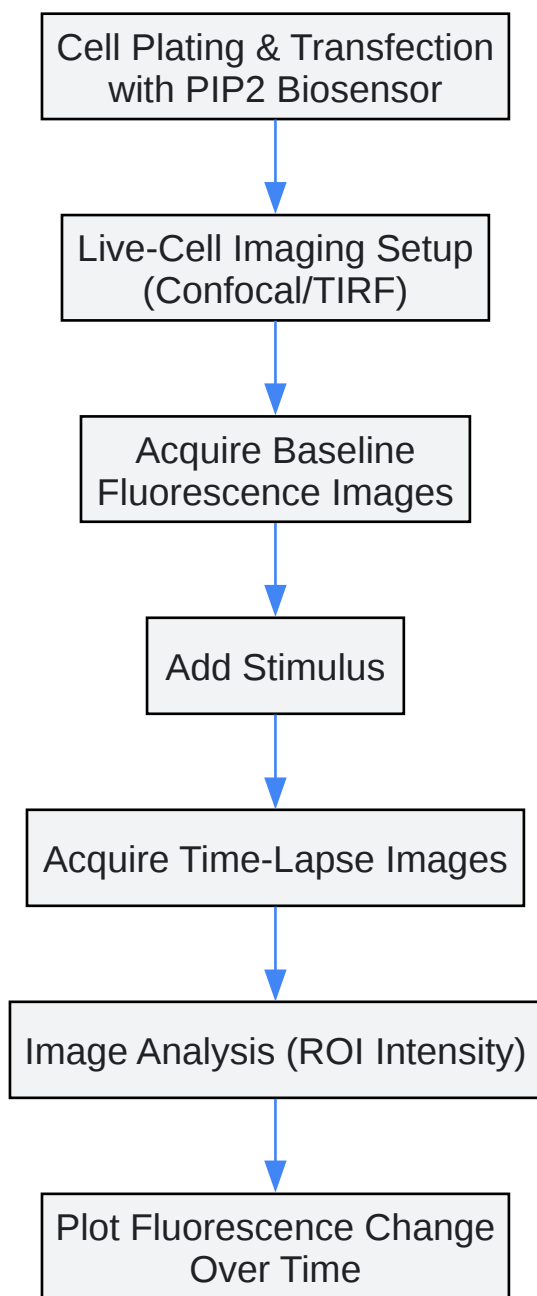 Cell Plating & Transfection
with PIP2 Biosensor
Live-Cell Imaging Setup
(Confocal/TIRF)
Acquire Baseline
Fluorescence Images
Add Stimulus
Acquire Time-Lapse Images
Image Analysis (ROI Intensity)
Plot Fluorescence Change
Over Time